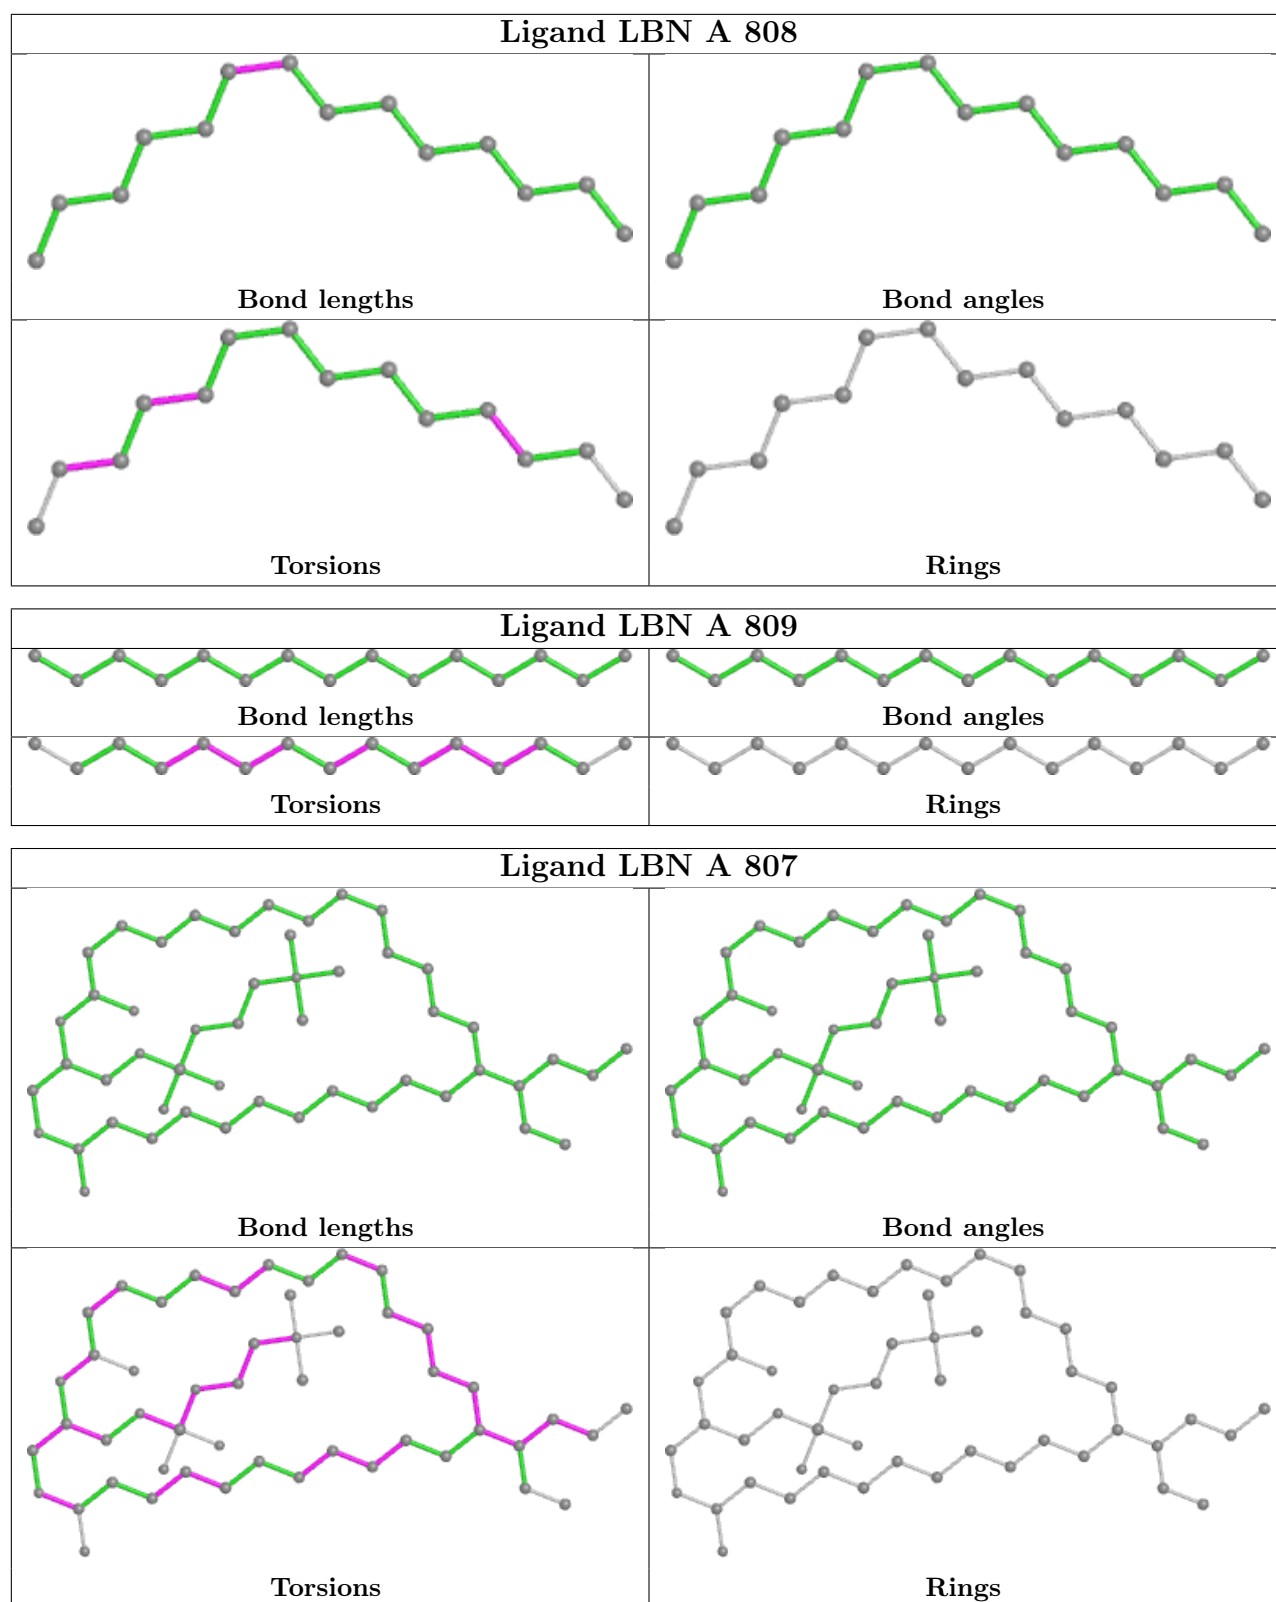 Ligand LBN A 808
Bond lengths
Bond angles
Torsions
Rings
Ligand LBN A 809
Bond lengths
Bond angles
Torsions
Rings
Ligand LBN A 807
Bond lengths
Bond angles
Torsions
Rings